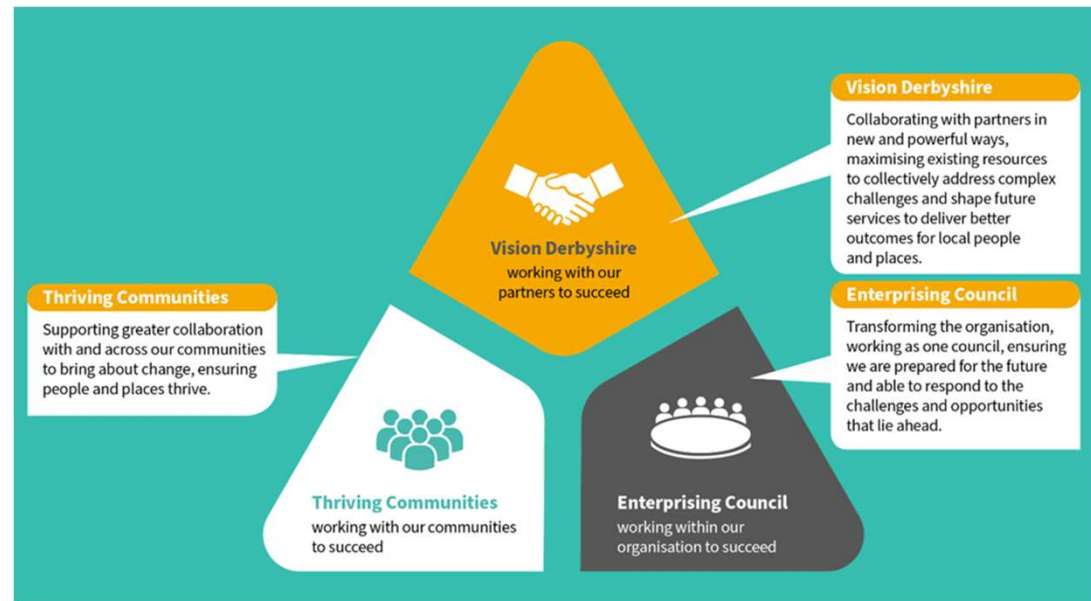 Vision Derbyshire
Collaborating with partners in
new and powerful ways,
maximising existing resources
to collectively address complex
challenges and shape future
services to deliver better
outcomes for local people
and places.
Vision Derbyshire
working with our
partners to succeed
Thriving Communities
Supporting greater collaboration
with and across our communities
to bring about change, ensuring
people and places thrive.
Enterprising Council
Transforming the organisation,
working as one council, ensuring
we are prepared for the future
and able to respond to the
challenges and opportunities
that lie ahead.
Thriving Communities
working with our communities
to succeed
Enterprising Council
working within our
organisation to succeed